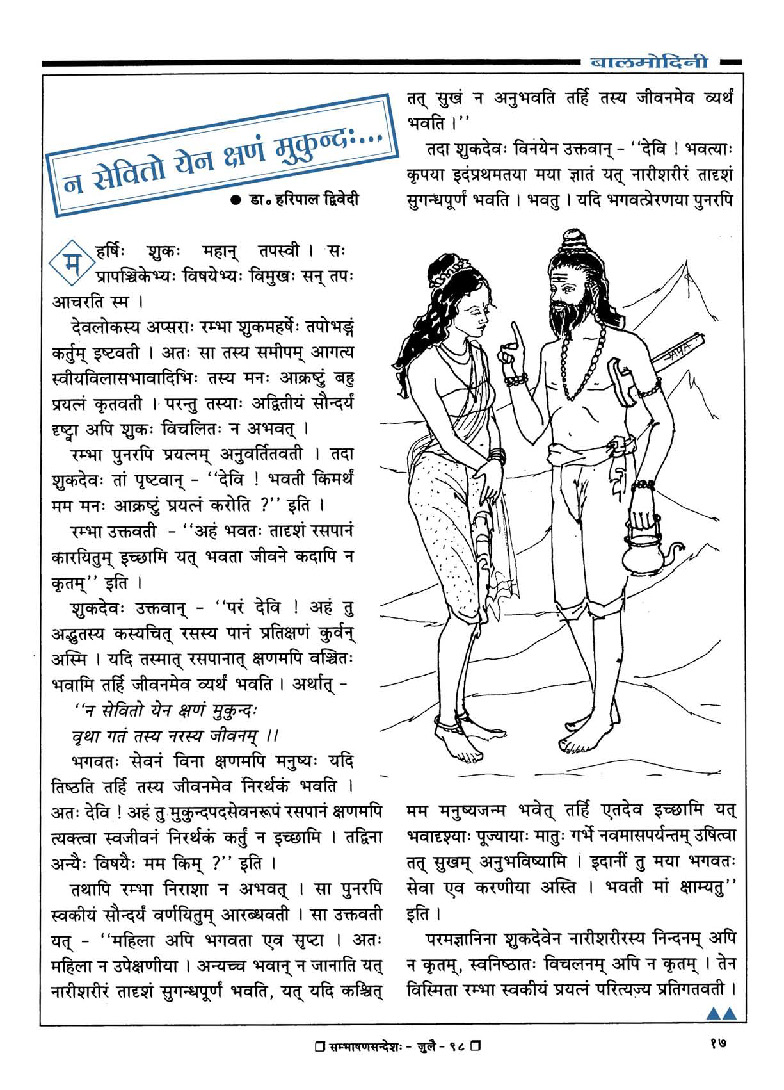 बालमोदिनी
न सेवितो येन क्षणं मुकुन्दः...
● डा॰ हरिपाल द्विवेदी
महर्षिः शुकः महान् तपस्वी । सः
प्रापञ्चिकेभ्यः विषयेभ्यः विमुखः सन् तपः
आचरति स्म ।
देवलोकस्य अप्सराः रम्भा शुकमहर्षेः तपोभङ्गं
कर्तुम् इष्टवती । अतः सा तस्य समीपम् आगत्य
स्वीयविलासभावादिभिः तस्य मनः आक्रष्टुं बहु
प्रयत्नं कृतवती । परन्तु तस्याः अद्वितीयं सौन्दर्यं
दृष्ट्वा अपि शुकः विचलितः न अभवत् ।
रम्भा पुनरपि प्रयत्नम् अनुवर्तितवती । तदा
शुकदेवः तां पृष्टवान् - ‘‘देवि ! भवती किमर्थं
मम मनः आक्रष्टुं प्रयत्नं करोति ?’’ इति ।
रम्भा उक्तवती - ‘‘अहं भवतः तादृशं रसपानं
कारयितुम् इच्छामि यत् भवता जीवने कदापि न
कृतम्’’ इति ।
शुकदेवः उक्तवान् - ‘‘परं देवि ! अहं तु
अद्भुतस्य कस्यचित् रसस्य पानं प्रतिक्षणं कुर्वन्
अस्मि । यदि तस्मात् रसपानात् क्षणमपि वञ्चितः
भवामि तर्हि जीवनमेव व्यर्थं भवति । अर्थात् -
‘‘न सेवितो येन क्षणं मुकुन्दः
वृथा गतं तस्य नरस्य जीवनम् ।।
भगवतः सेवनं विना क्षणमपि मनुष्यः यदि
तिष्ठति तर्हि तस्य जीवनमेव निरर्थकं भवति ।
अतः देवि ! अहं तु मुकुन्दपदसेवनरूपं रसपानं क्षणमपि
त्यक्त्वा स्वजीवनं निरर्थकं कर्तुं न इच्छामि । तद्विना
अन्यैः विषयैः मम किम् ?’’ इति ।
तथापि रम्भा निराशा न अभवत् । सा पुनरपि
स्वकीयं सौन्दर्यं वर्णयितुम् आरब्धवती । सा उक्तवती
यत् - ‘‘महिला अपि भगवता एव सृष्टा । अतः
महिला न उपेक्षणीया । अन्यच्च भवान् न जानाति यत्
नारीशरीरं तादृशं सुगन्धपूर्णं भवति, यत् यदि कश्चित्
तत् सुखं न अनुभवति तर्हि तस्य जीवनमेव व्यर्थं
भवति ।’’
तदा शुकदेवः विनयेन उक्तवान् - ‘‘देवि ! भवत्याः
कृपया इदंप्रथमतया मया ज्ञातं यत् नारीशरीरं तादृशं
सुगन्धपूर्णं भवति । भवतु । यदि भगवत्प्रेरणया पुनरपि
मम मनुष्यजन्म भवेत् तर्हि एतदेव इच्छामि यत्
भवादृश्याः पूज्यायाः मातुः गर्भे नवमासपर्यन्तम् उषित्वा
तत् सुखम् अनुभविष्यामि । इदानीं तु मया भगवतः
सेवा एव करणीया अस्ति । भवती मां क्षाम्यतु’’
इति ।
परमज्ञानिना शुकदेवेन नारीशरीरस्य निन्दनम् अपि
न कृतम्, स्वनिष्ठातः विचलनम् अपि न कृतम् । तेन
विस्मिता रम्भा स्वकीयं प्रयत्नं परित्यज्य प्रतिगतवती ।
❒ सम्भाषणसन्देशः - जुलै - ९८ ❒
१७